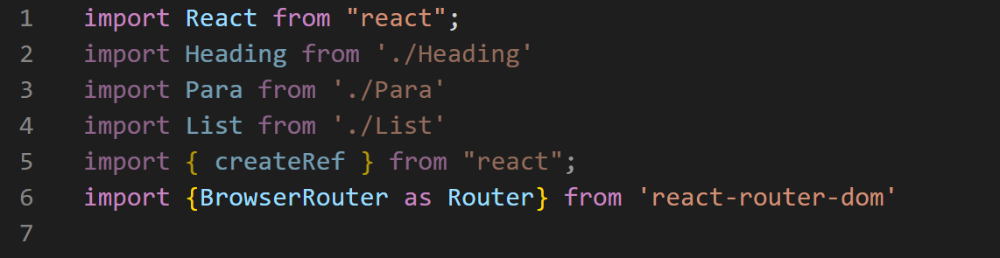 1 import React from "react";
2 import Heading from './Heading'
3 import Para from './Para'
4 import List from './List'
5 import { createRef } from "react";
6 import {BrowserRouter as Router} from 'react-router-dom'
7